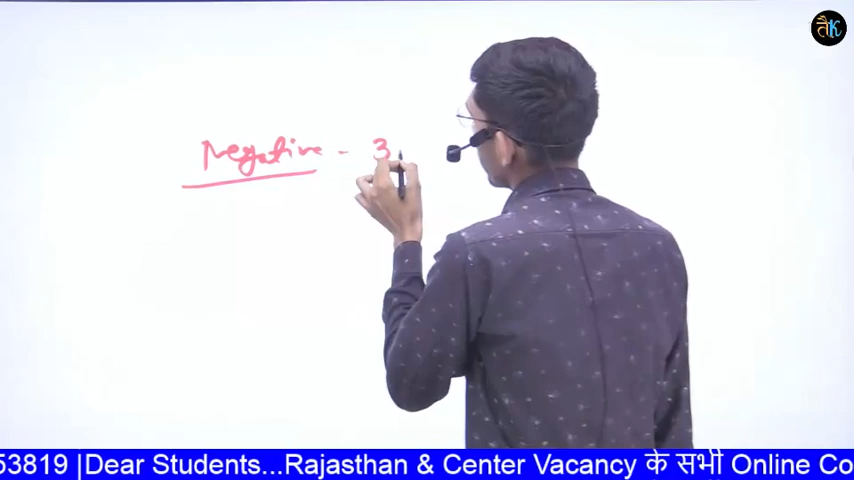 तैK
Negative - 3
53819 |Dear Students...Rajasthan & Center Vacancy के सभी Online Co